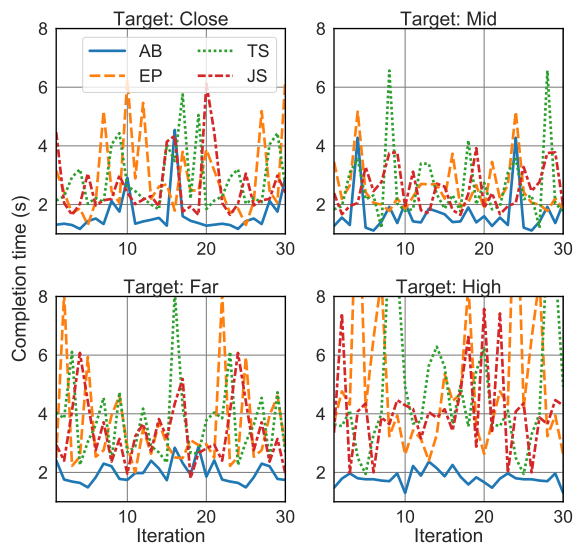 Target: Close
Target: Mid
8
6
4
2
AB
EP
TS
JS
10
20
30
8
6
4
2
10
20
30
Completion time (s)
Target: Far
Target: High
8
6
4
2
10
20
30
Iteration
8
6
4
2
10
20
30
Iteration